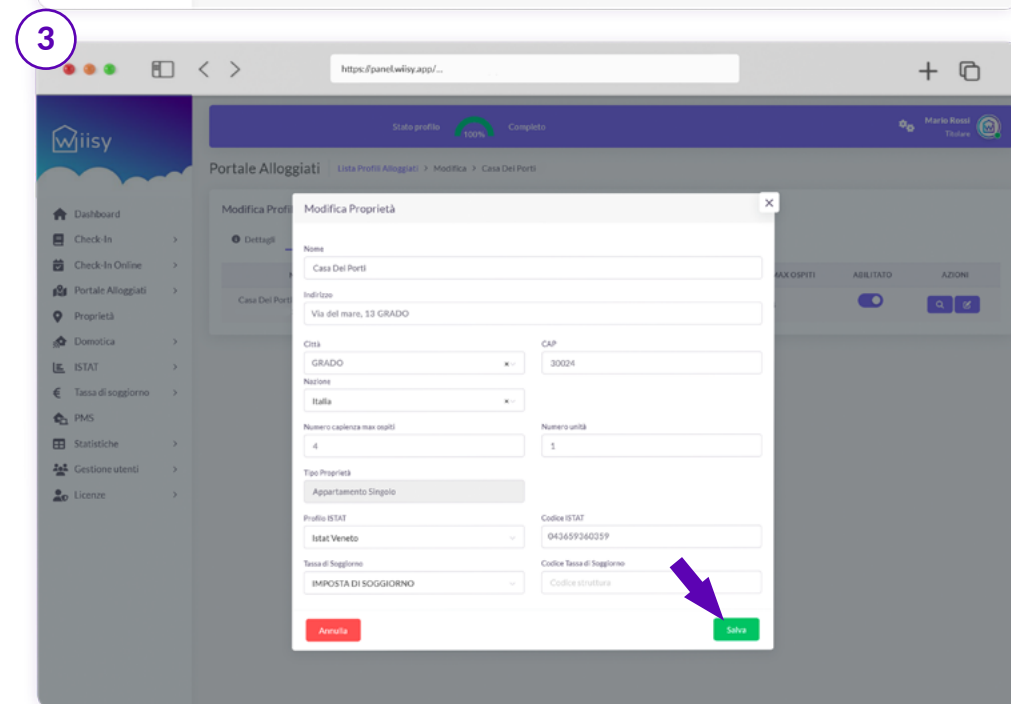 3
https://panel.wiisy.app/...
wiisy
Stato profilo 100% Completo
Mario Rossi
Titolare
Portale Alloggiati Lista Profili Alloggiati > Modifica > Casa Dei Porti
Dashboard
Check-In
Check-In Online
Portale Alloggiati
Proprietà
Domotica
ISTAT
Tassa di soggiorno
PMS
Statistiche
Gestione utenti
Licenze
Modifica Profil
Dettagli
MAX OSPITI ABILITATO AZIONI
Casa Dei Porti
Modifica Proprietà
Nome
Casa Dei Porti
Indirizzo
Via del mare, 13 GRADO
Città CAP
GRADO 30024
Nazione
Italia
Numero capienza max ospiti Numero unità
4 1
Tipo Proprietà
Appartamento Singolo
Profilo ISTAT Codice ISTAT
Istat Veneto 043659360359
Tassa di Soggiorno Codice Tassa di Soggiorno
IMPOSTA DI SOGGIORNO Codice struttura
Annulla Salva